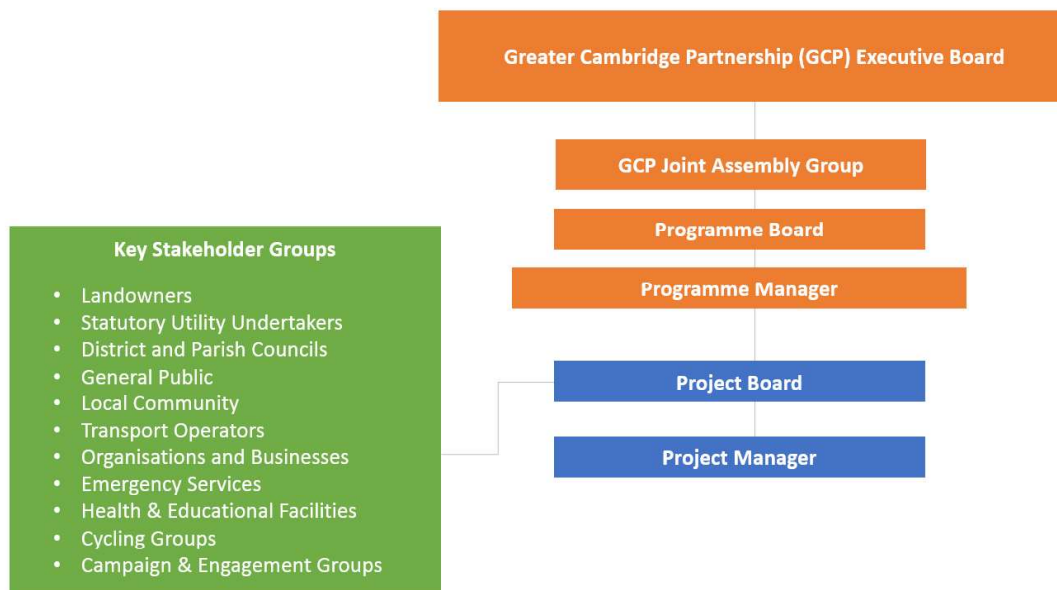 Greater Cambridge Partnership (GCP) Executive Board
GCP Joint Assembly Group
Programme Board
Programme Manager
Project Board
Project Manager
Key Stakeholder Groups
• Landowners
• Statutory Utility Undertakers
• District and Parish Councils
• General Public
• Local Community
• Transport Operators
• Organisations and Businesses
• Emergency Services
• Health & Educational Facilities
• Cycling Groups
• Campaign & Engagement Groups